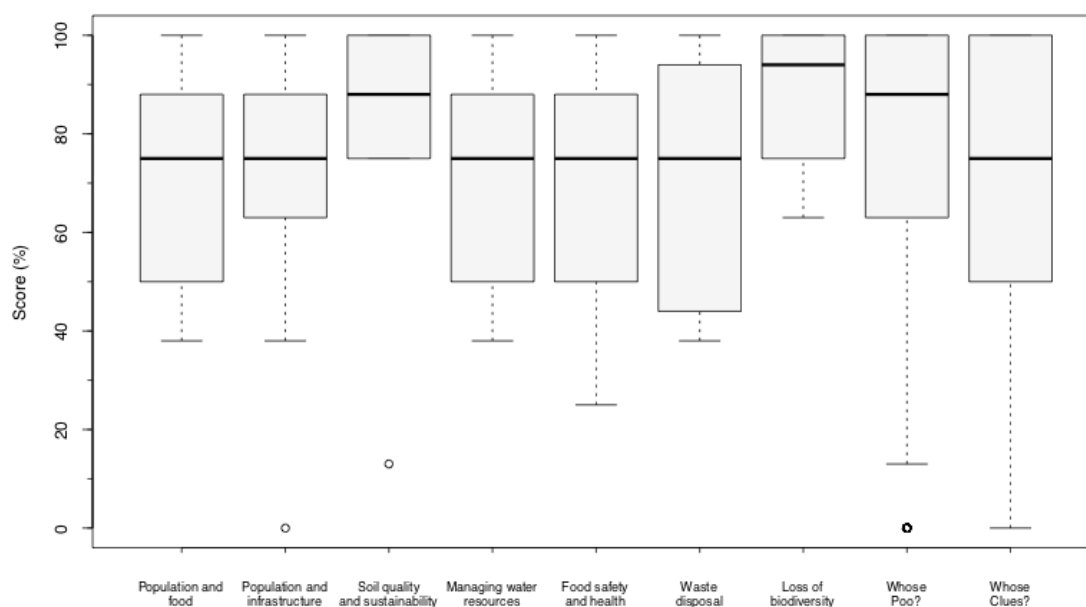 100
80
60
40
20
0
Score (%)
Population and
food
Population and
infrastructure
Soil quality
and sustainability
Managing water
resources
Food safety
and health
Waste
disposal
Loss of
biodiversity
Whose
Poo?
Whose
Clues?